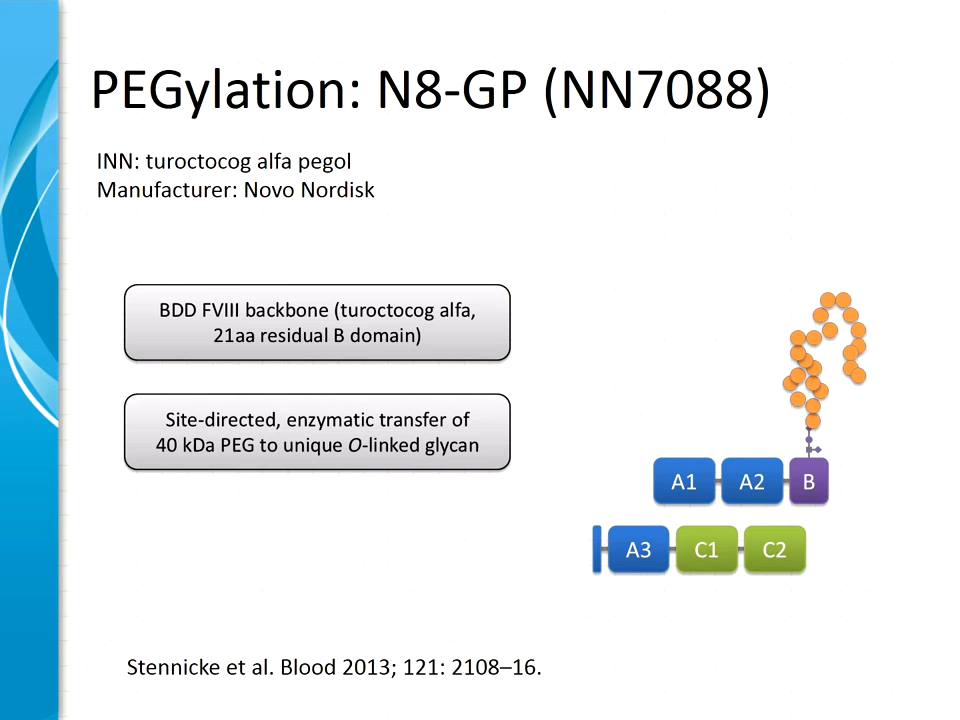 PEGylation: N8-GP (NN7088)
INN: turoctocog alfa pegol
Manufacturer: Novo Nordisk
BDD FVIII backbone (turoctocog alfa,
21aa residual B domain)
Site-directed, enzymatic transfer of
40 kDa PEG to unique O-linked glycan
A1 A2 B
A3 C1 C2
Stennicke et al. Blood 2013; 121: 2108–16.